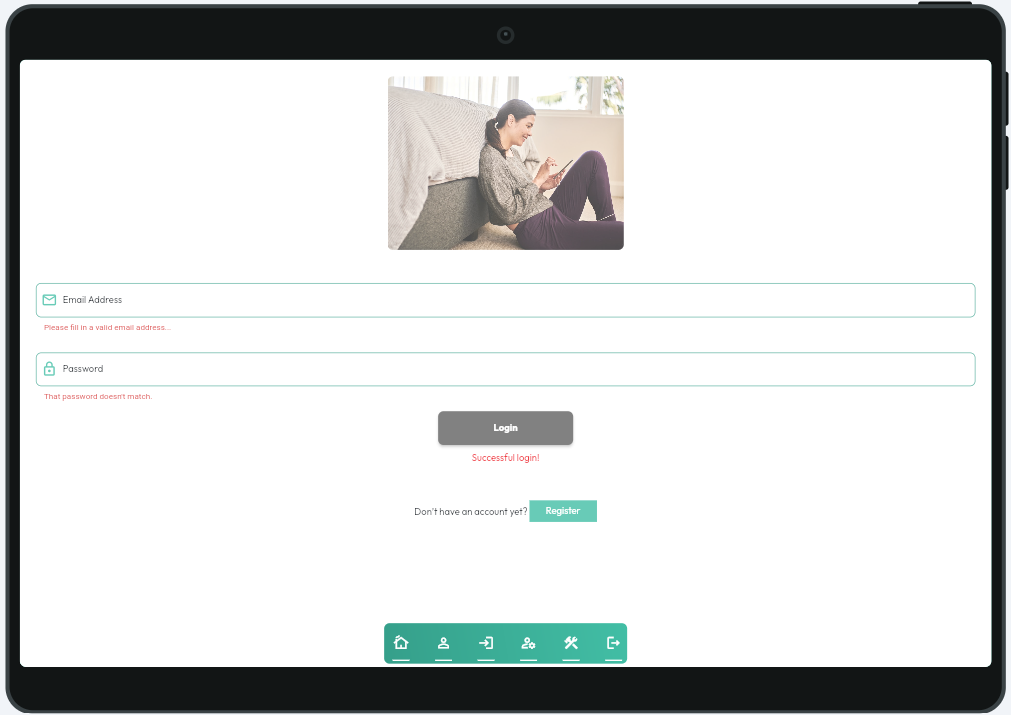 Email Address
Please fill in a valid email address...
Password
That password doesn't match.
Login
Successful login!
Don't have an account yet? Register